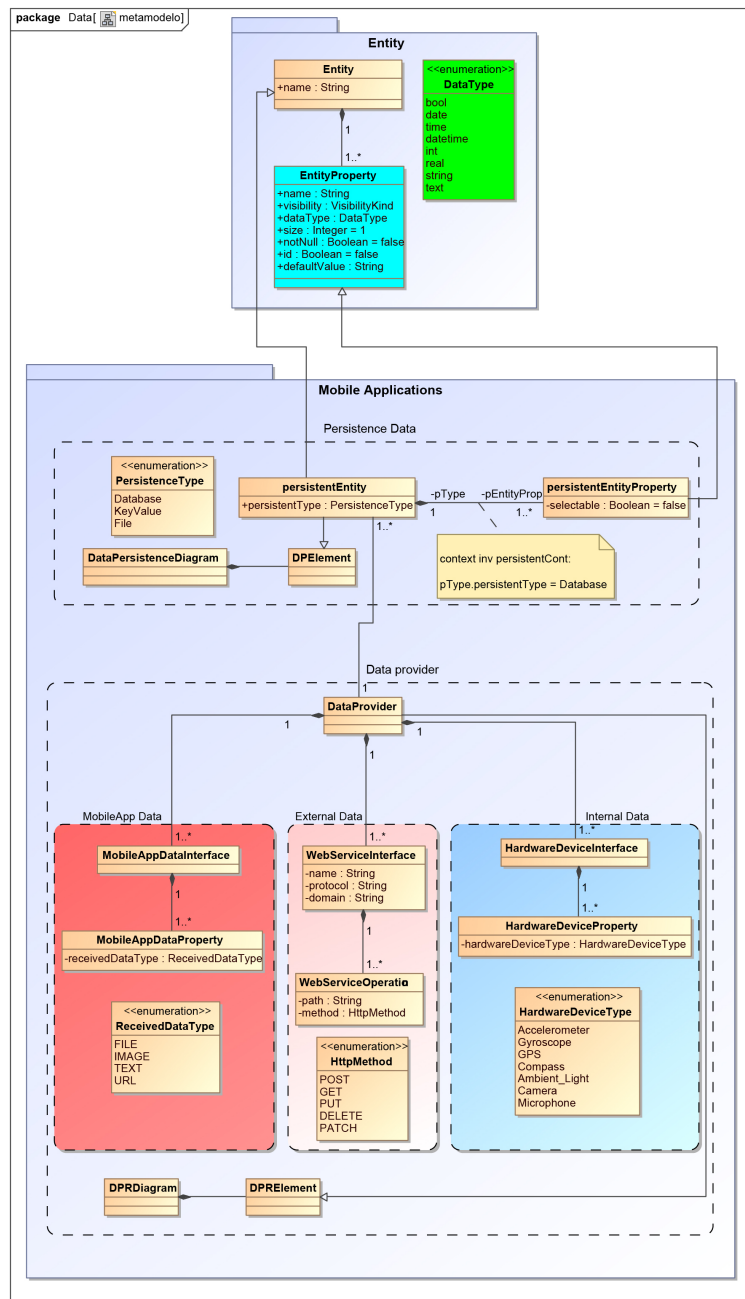 package Data[ metamodelo]
Entity
Entity
+name : String
1
1..*
<<enumeration>>
DataType
bool
date
time
datetime
int
real
string
text
EntityProperty
+name : String
+visibility : VisibilityKind
+dataType : DataType
+size : Integer = 1
+notNull : Boolean = false
+id : Boolean = false
+defaultValue : String
Mobile Applications
Persistence Data
<<enumeration>>
PersistenceType
Database
KeyValue
File
persistentEntity
+persistentType : PersistenceType
-pType
1
-pEntityProp
1..*
persistentEntityProperty
-selectable : Boolean = false
1..*
DataPersistenceDiagram
DPElement
context inv persistentCont:
pType.persistentType = Database
Data provider
1
DataProvider
1
1
1
MobileApp Data
External Data
Internal Data
1..*
1..*
1..*
MobileAppDataInterface
1
1..*
MobileAppDataProperty
-receivedDataType : ReceivedDataType
<<enumeration>>
ReceivedDataType
FILE
IMAGE
TEXT
URL
WebServiceInterface
-name : String
-protocol : String
-domain : String
1
1..*
WebServiceOperation
-path : String
-method : HttpMethod
<<enumeration>>
HttpMethod
POST
GET
PUT
DELETE
PATCH
HardwareDeviceInterface
1
1..*
HardwareDeviceProperty
-hardwareDeviceType : HardwareDeviceType
<<enumeration>>
HardwareDeviceType
Accelerometer
Gyroscope
GPS
Compass
Ambient_Light
Camera
Microphone
DPRDiagram
DPRElement